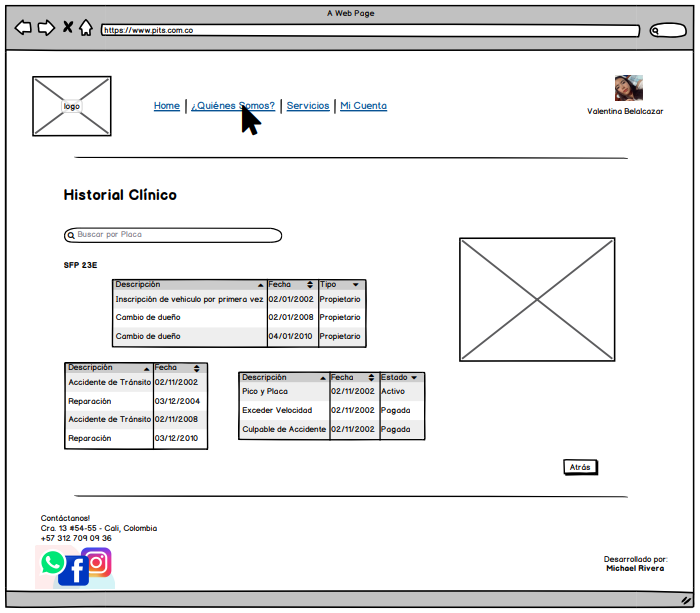 A Web Page
https://www.pits.com.co
logo
Home | ¿Quiénes Somos? | Servicios | Mi Cuenta
Valentina Belalcazar
Historial Clínico
Buscar por Placa
SFP 23E
Descripción Fecha Tipo
Inscripción de vehiculo por primera vez 02/01/2002 Propietario
Cambio de dueño 02/01/2008 Propietario
Cambio de dueño 04/01/2010 Propietario
Descripción Fecha
Accidente de Tránsito 02/11/2002
Reparación 03/12/2004
Accidente de Tránsito 02/11/2008
Reparación 03/12/2010
Descripción Fecha Estado
Pico y Placa 02/11/2002 Activo
Exceder Velocidad 02/11/2002 Pagada
Culpable de Accidente 02/11/2002 Pagada
Atrás
Contáctanos!
Cra. 13 #54-55 - Cali, Colombia
+57 312 709 09 36
Desarrollado por:
Michael Rivera